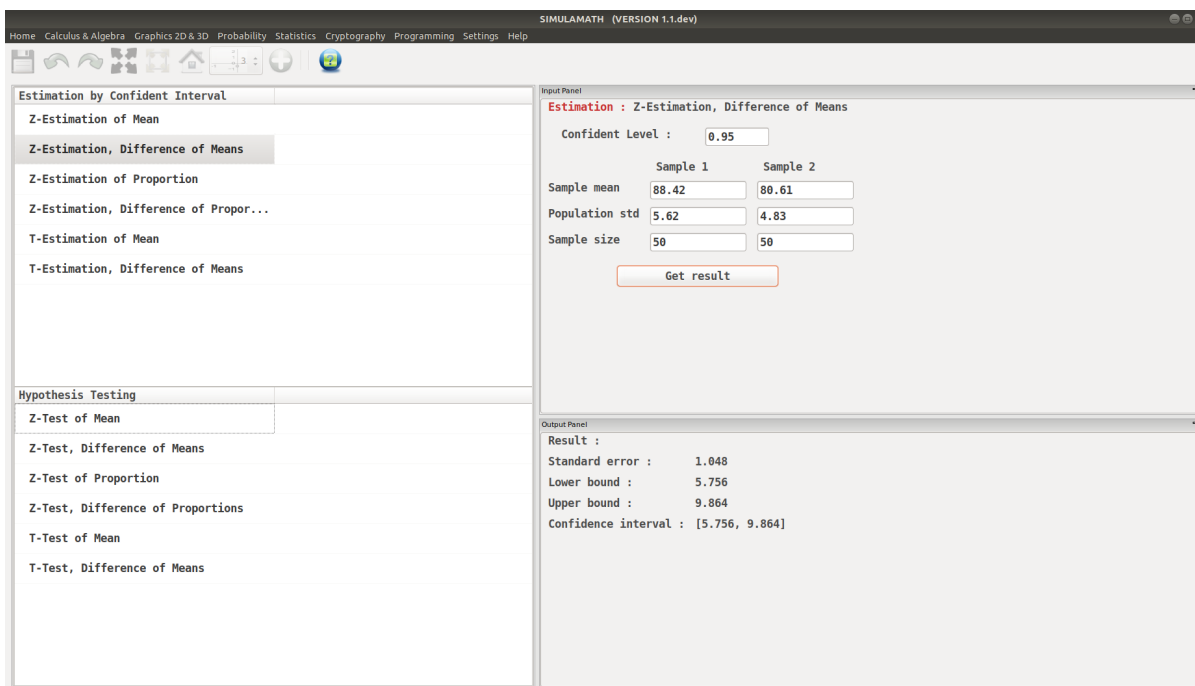 SIMULAMATH (VERSION 1.1.dev)
Home Calculus & Algebra Graphics 2D & 3D Probability Statistics Cryptography Programming Settings Help
3
Estimation by Confident Interval
Z-Estimation of Mean
Z-Estimation, Difference of Means
Z-Estimation of Proportion
Z-Estimation, Difference of Propor...
T-Estimation of Mean
T-Estimation, Difference of Means
Hypothesis Testing
Z-Test of Mean
Z-Test, Difference of Means
Z-Test of Proportion
Z-Test, Difference of Proportions
T-Test of Mean
T-Test, Difference of Means
Input Panel
Estimation : Z-Estimation, Difference of Means
Confident Level : 0.95
Sample 1 Sample 2
Sample mean 88.42 80.61
Population std 5.62 4.83
Sample size 50 50
Get result
Output Panel
Result :
Standard error : 1.048
Lower bound : 5.756
Upper bound : 9.864
Confidence interval : [5.756, 9.864]